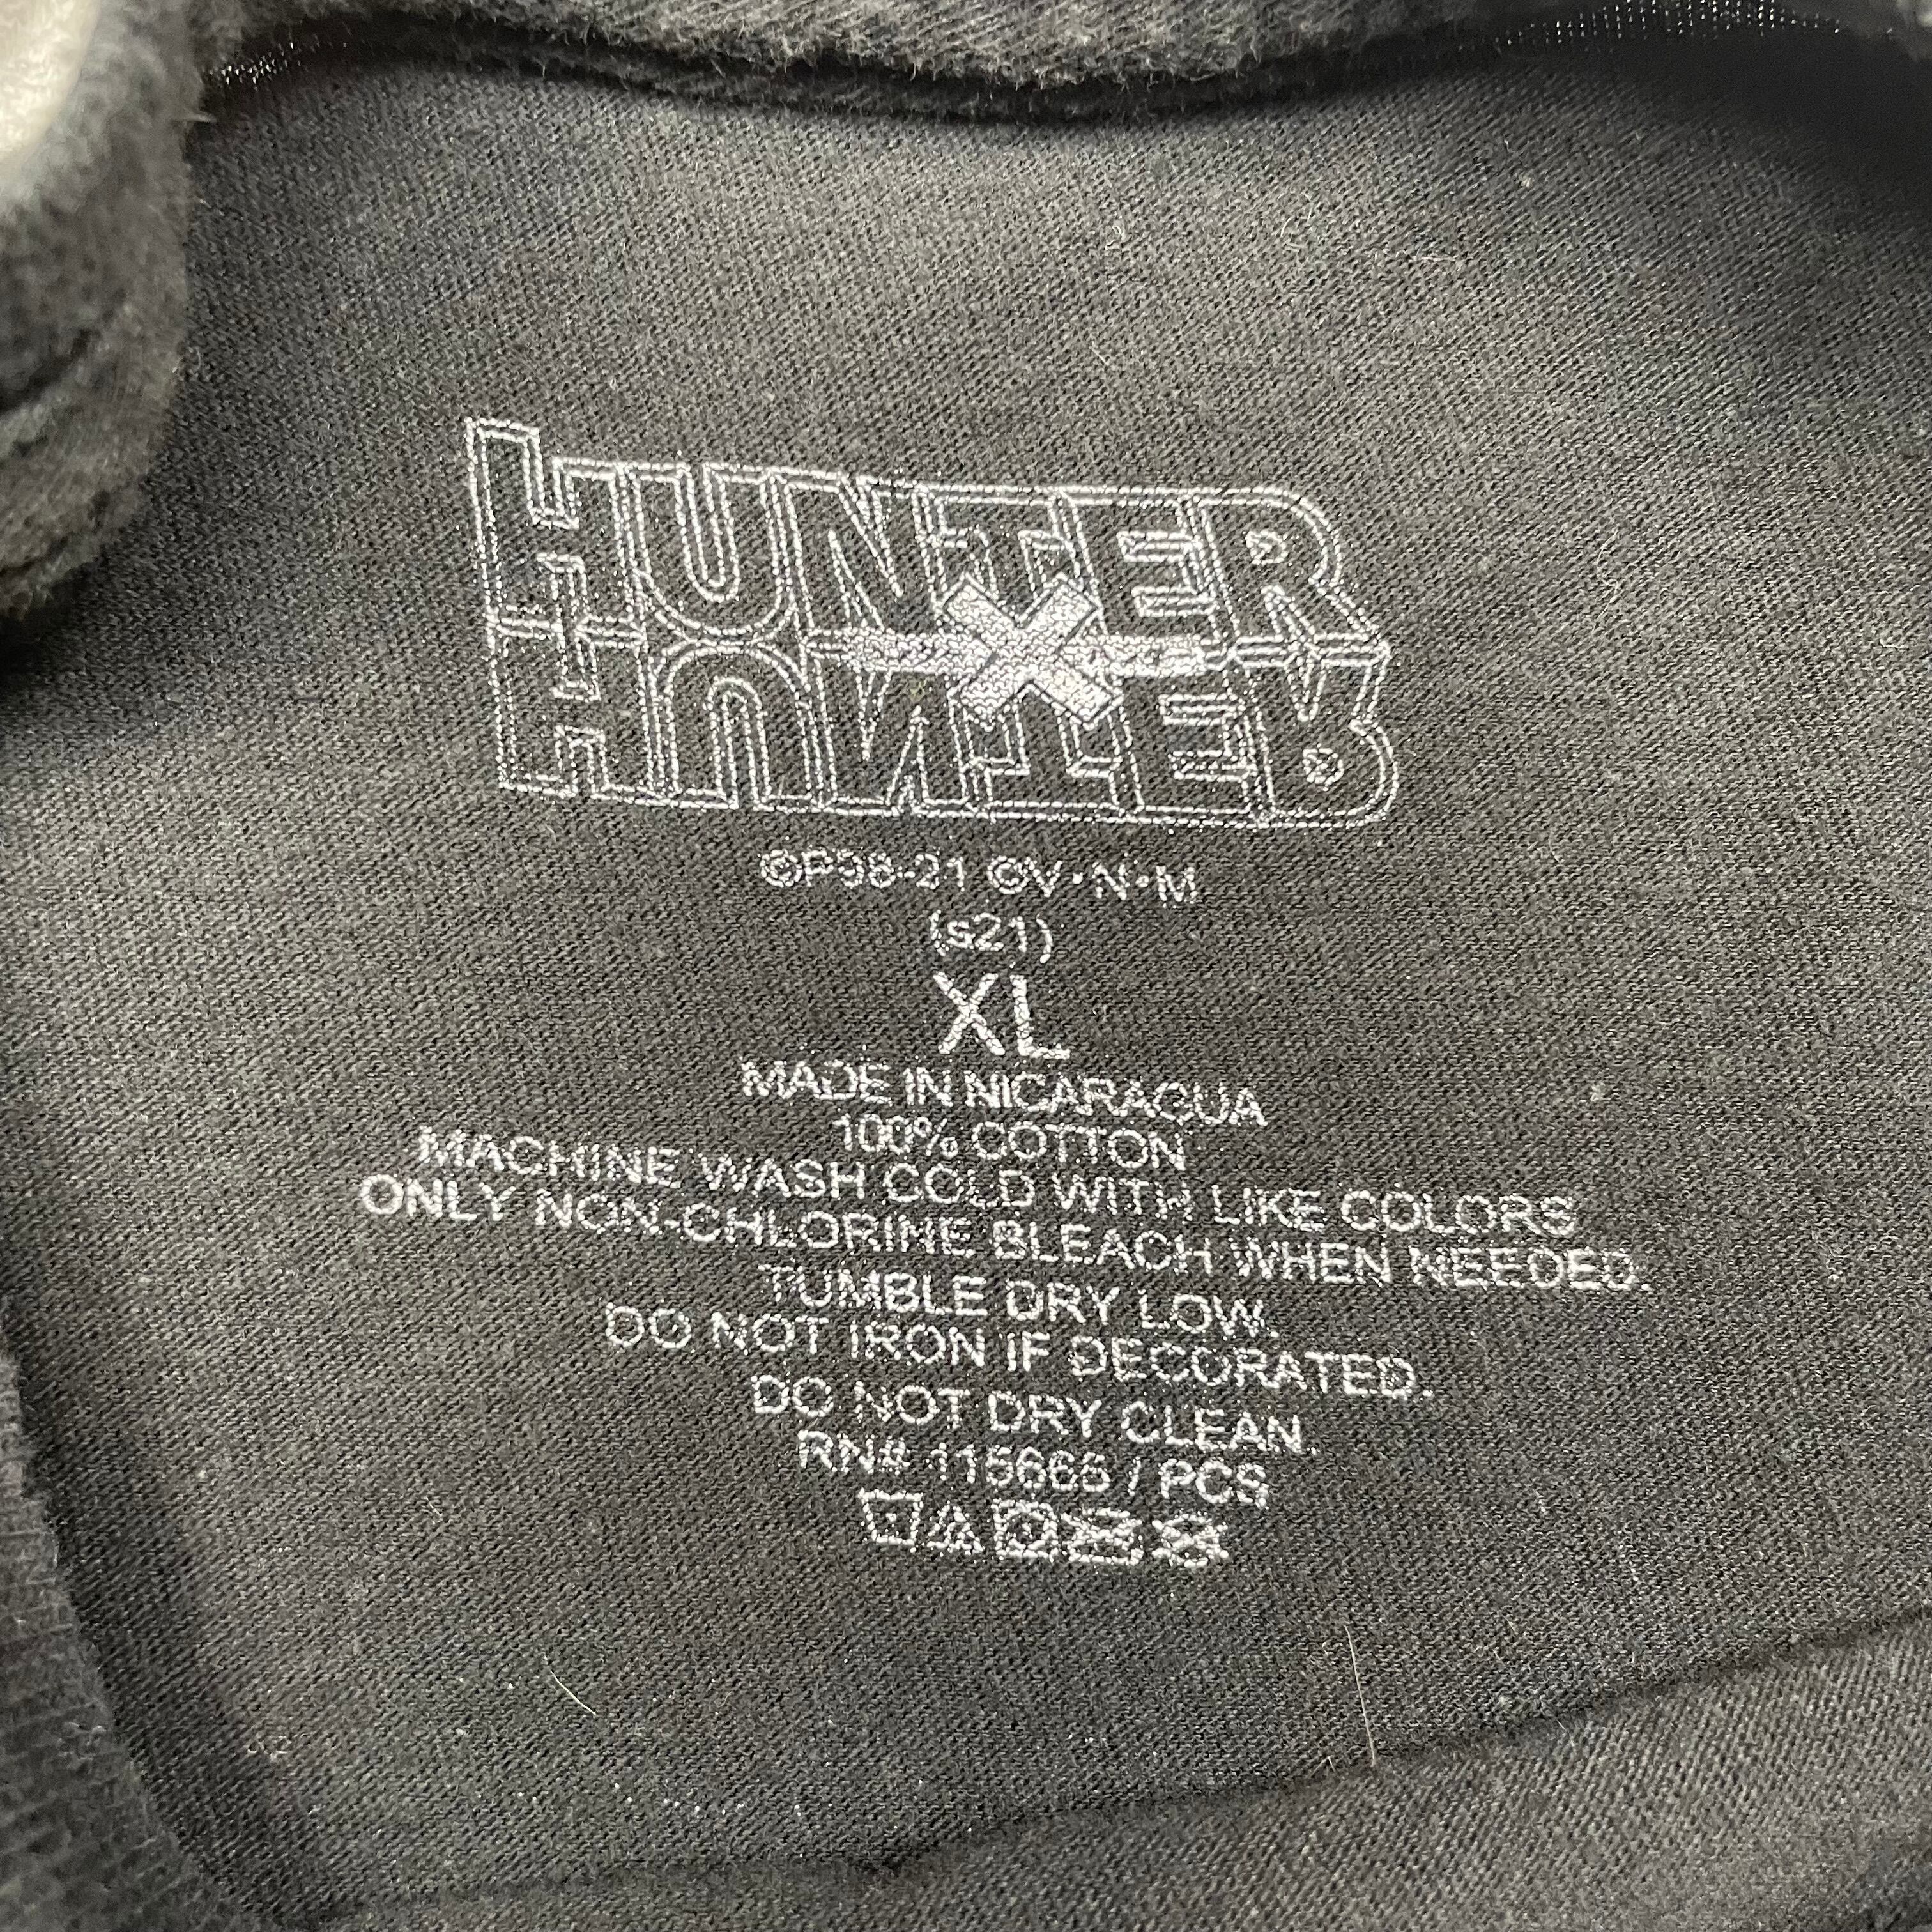 HUNTER
×
HUNTER
©P98-21 ©V·N·M
(s21)
XL
MADE IN NICARAGUA
100% COTTON
MACHINE WASH COLD WITH LIKE COLORS
ONLY NON-CHLORINE BLEACH WHEN NEEDED.
TUMBLE DRY LOW.
DO NOT IRON IF DECORATED.
DO NOT DRY CLEAN.
RN# 115665 / PCS